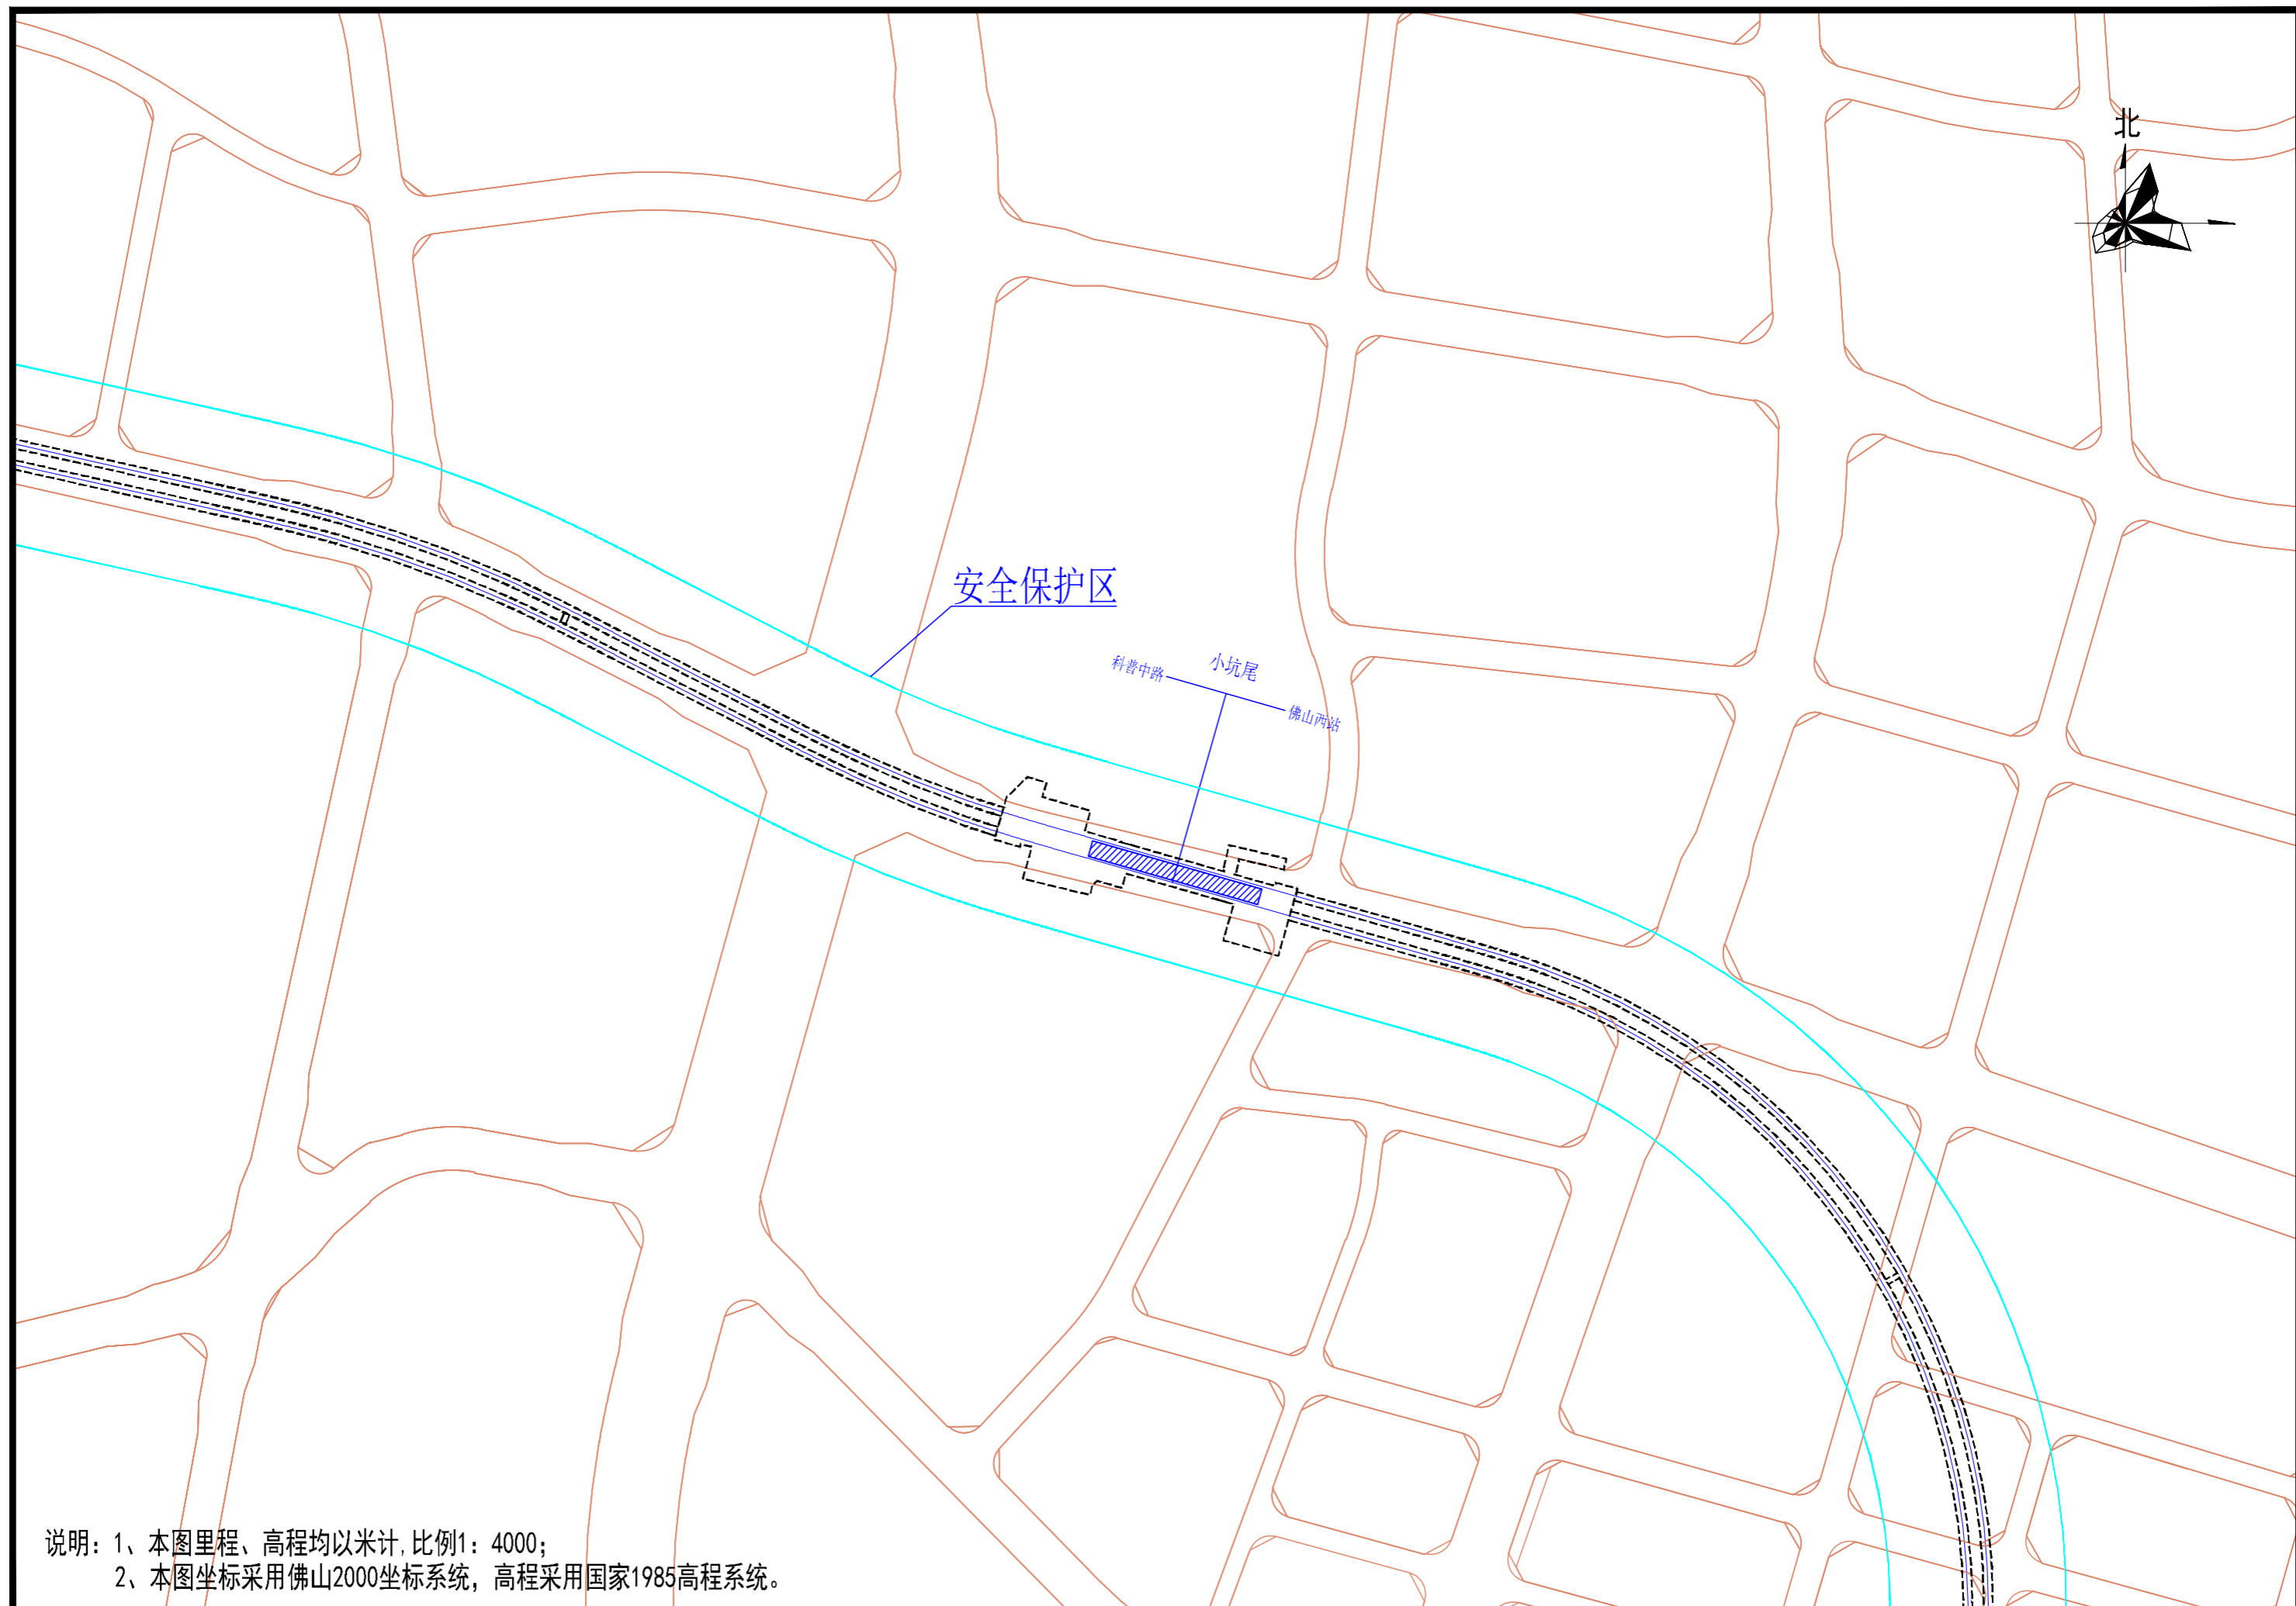 北
安全保护区
小坑尾
科普中路
佛山西站
说明：1、本图里程、高程均以米计,比例1：4000；
2、本图坐标采用佛山2000坐标系统，高程采用国家1985高程系统。